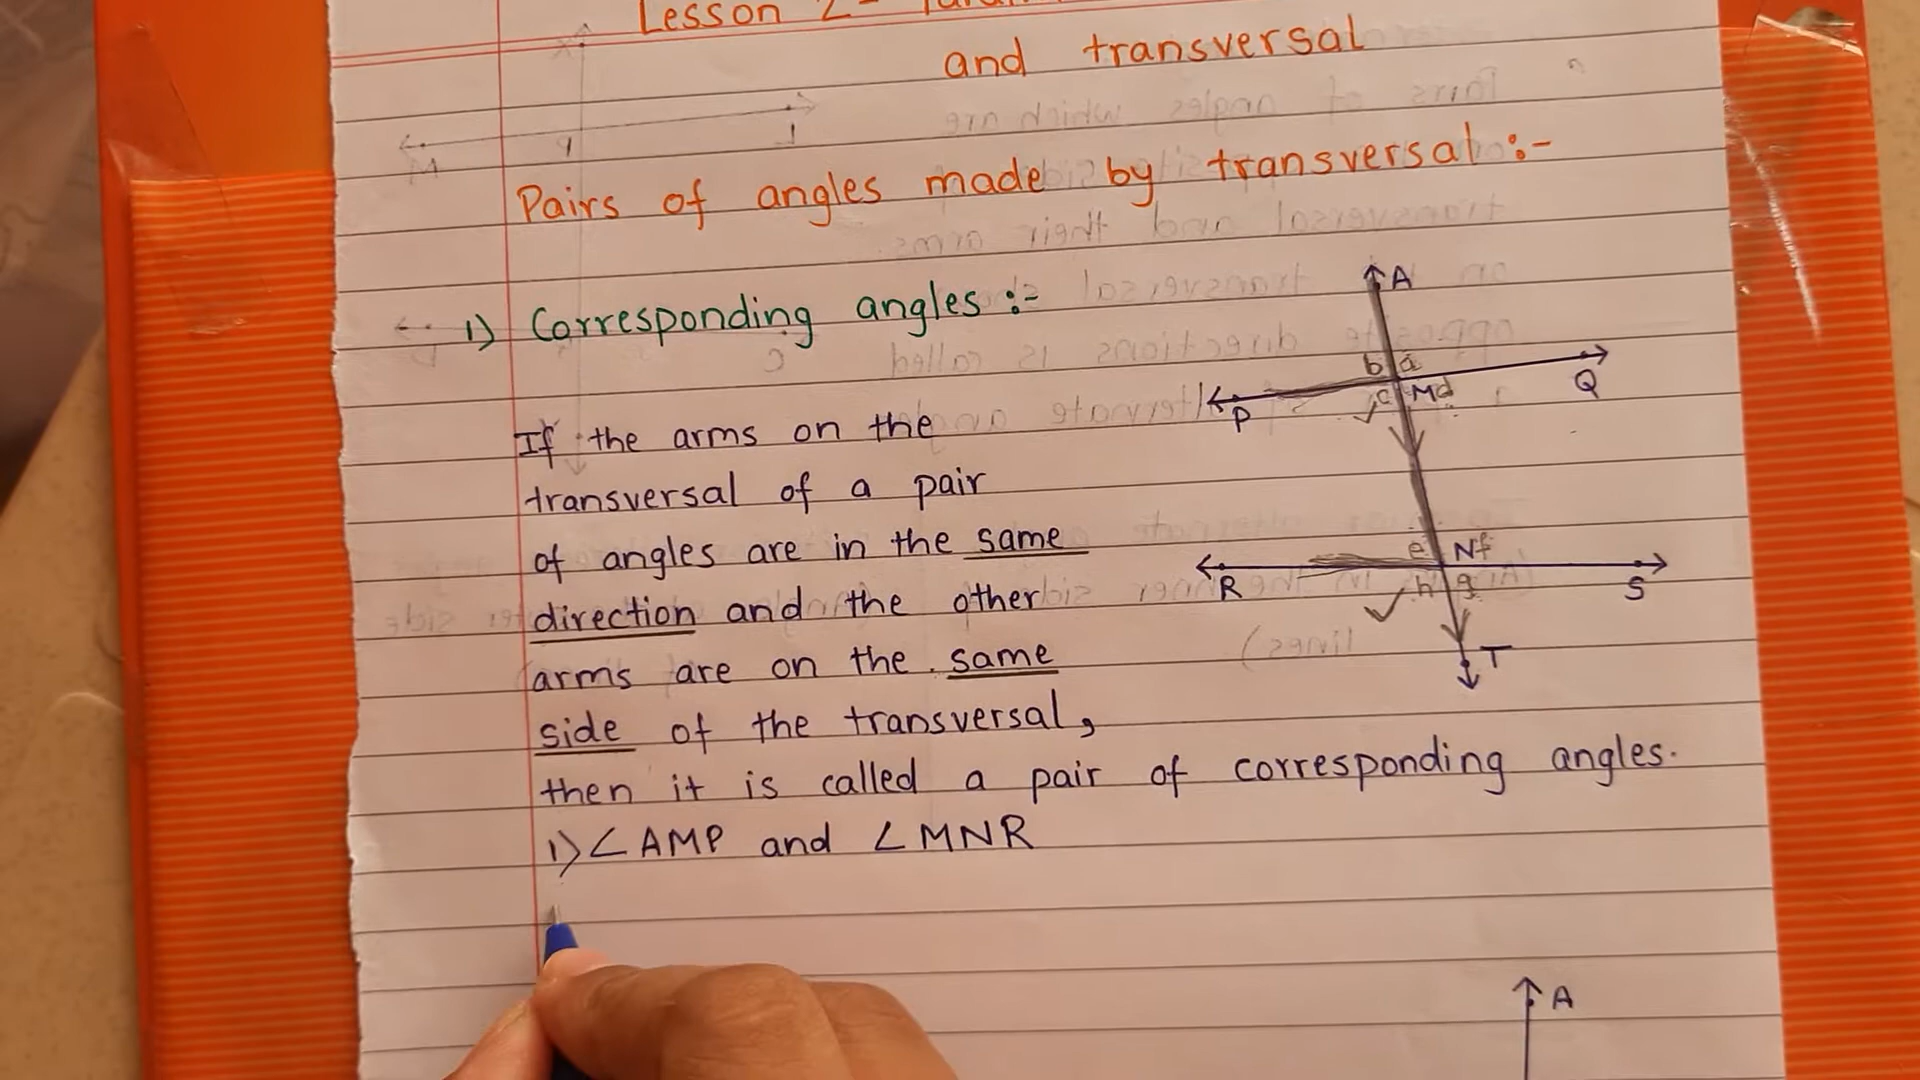 Lesson 2-
and transversal
Pairs of angles made by transversal :-
1) Corresponding angles :-
If the arms on the
transversal of a pair
of angles are in the same
direction and the other
arms are on the same
side of the transversal,
then it is called a pair of corresponding angles.
1) ∠AMP and ∠MNR
A
b a
P c M d Q
e N f
R h g S
T
A